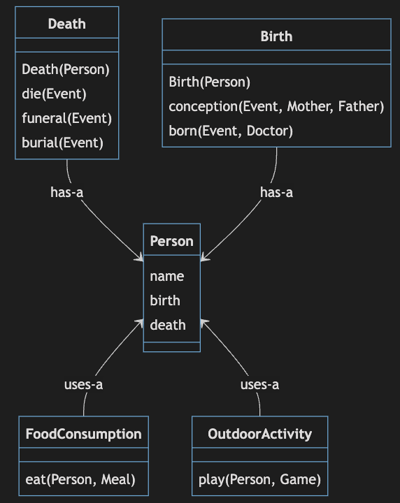 Death
Death(Person)
die(Event)
funeral(Event)
burial(Event)
Birth
Birth(Person)
conception(Event, Mother, Father)
born(Event, Doctor)
has-a
has-a
Person
name
birth
death
uses-a
uses-a
FoodConsumption
eat(Person, Meal)
OutdoorActivity
play(Person, Game)